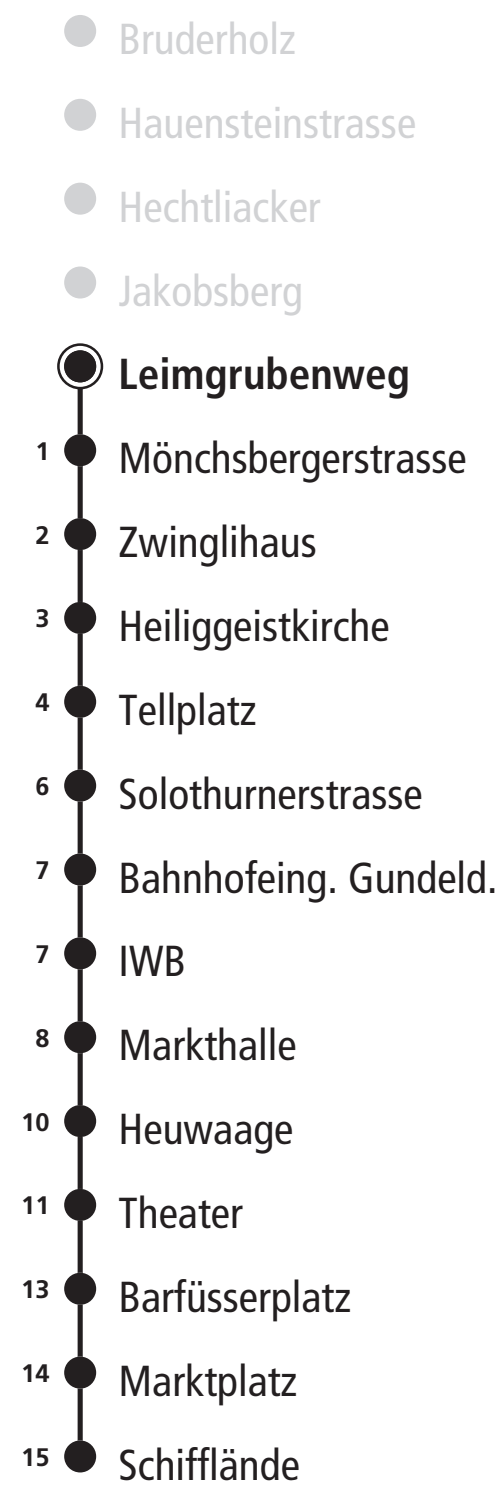 Bruderholz
Hauensteinstrasse
Hechtliacker
Jakobsberg
Leimgrubenweg
1 Mönchsbergerstrasse
2 Zwinglihaus
3 Heiliggeistkirche
4 Tellplatz
6 Solothurnerstrasse
7 Bahnhofeing. Gundeld.
7 IWB
8 Markthalle
10 Heuwaage
11 Theater
13 Barfüsserplatz
14 Marktplatz
15 Schifflände